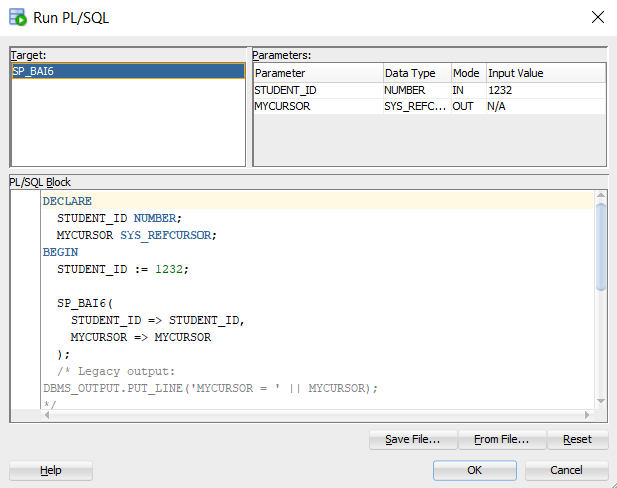 Run PL/SQL
Target:
SP_BAI6
Parameters:
Parameter Data Type Mode Input Value
STUDENT_ID NUMBER IN 1232
MYCURSOR SYS_REFC... OUT N/A
PL/SQL Block
DECLARE
  STUDENT_ID NUMBER;
  MYCURSOR SYS_REFCURSOR;
BEGIN
  STUDENT_ID := 1232;

  SP_BAI6(
    STUDENT_ID => STUDENT_ID,
    MYCURSOR => MYCURSOR
  );
  /* Legacy output:
DBMS_OUTPUT.PUT_LINE('MYCURSOR = ' || MYCURSOR);
*/
Save File... From File... Reset
Help OK Cancel